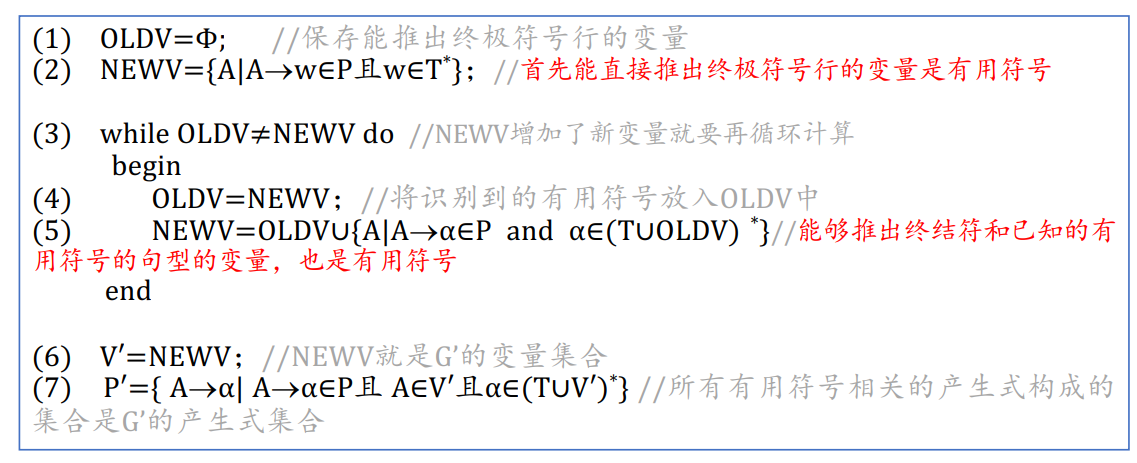 (1) OLDV=Φ; //保存能推出终极符号行的变量
(2) NEWV={A|A→w∈P且w∈T*}；//首先能直接推出终极符号行的变量是有用符号
(3) while OLDV≠NEWV do //NEWV增加了新变量就要再循环计算
begin
(4) OLDV=NEWV；//将识别到的有用符号放入OLDV中
(5) NEWV=OLDV∪{A|A→α∈P and α∈(T∪OLDV) *}//能够推出终结符和已知的有
用符号的句型的变量，也是有用符号
end
(6) V′=NEWV；//NEWV就是G’的变量集合
(7) P′={ A→α| A→α∈P且 A∈V′且α∈(T∪V′)*} //所有有用符号相关的产生式构成的
集合是G’的产生式集合